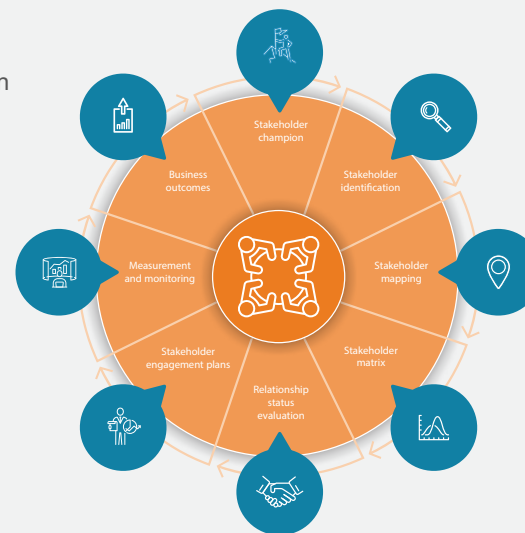 n
Stakeholder
champion
Stakeholder
identification
Stakeholder
mapping
Stakeholder
matrix
Relationship
status
evaluation
Stakeholder
engagement plans
Measurement
and monitoring
Business
outcomes